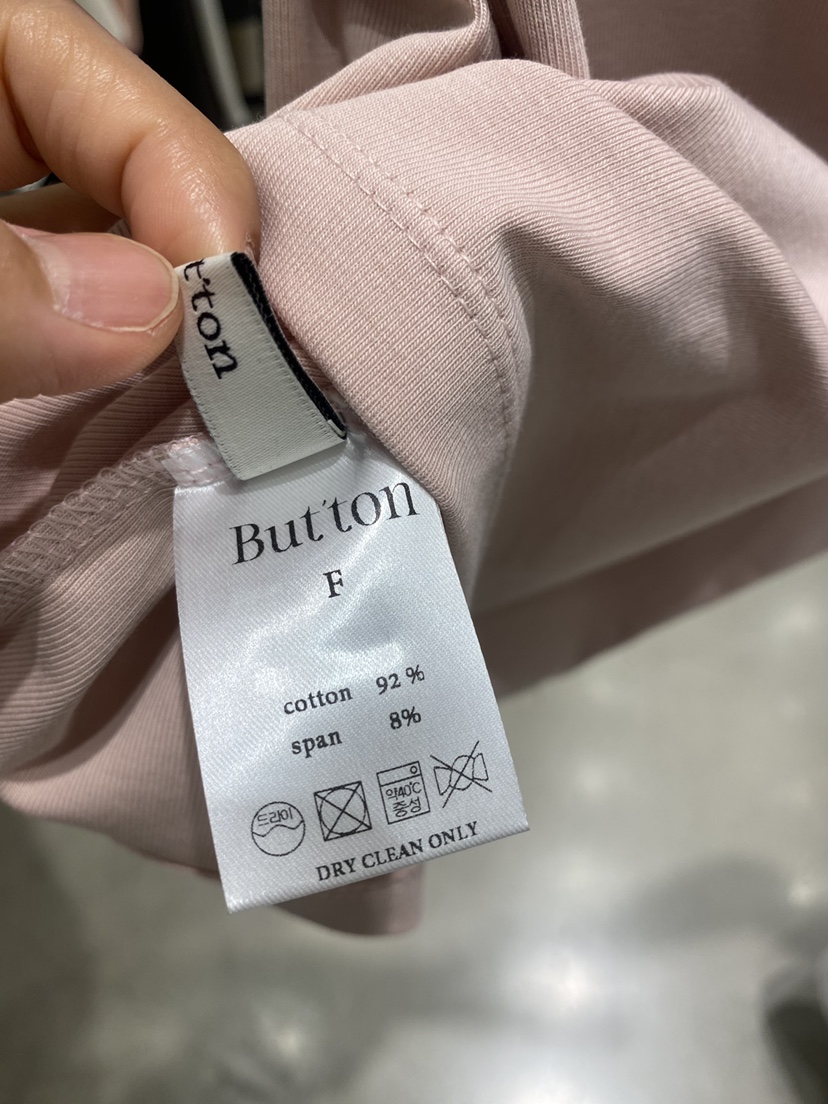 t'ton
But'ton
F
cotton 92 %
span 8%
드라이
약40℃
중성
DRY CLEAN ONLY